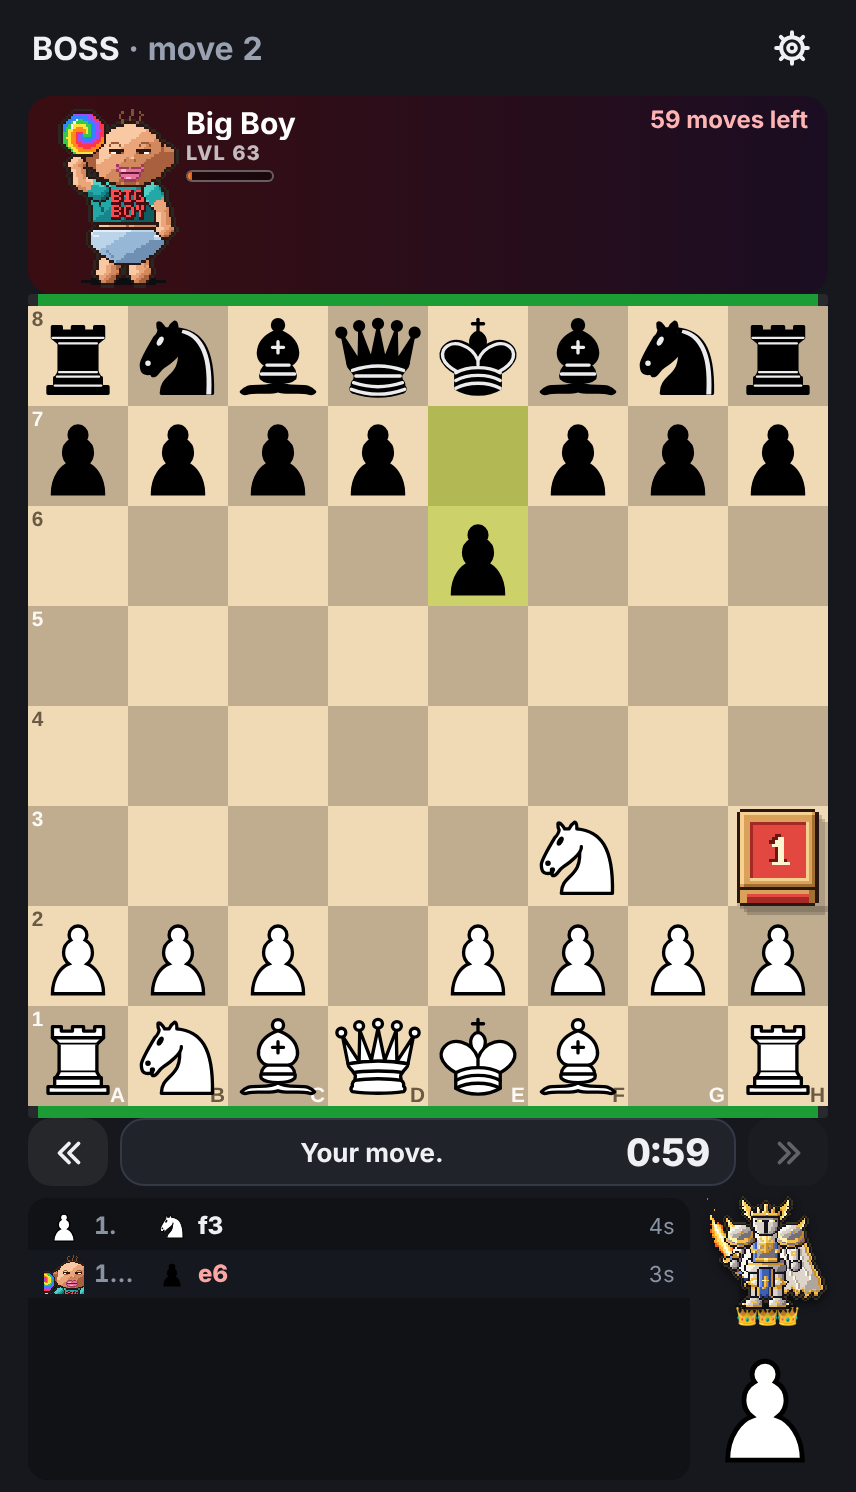 BOSS · move 2
Big Boy
59 moves left
LVL 63
BIG
BOY
8
7
6
5
4
3
1
2
1
A B C D E F G H
Your move. 0:59
1. f3 4s
1... e6 3s